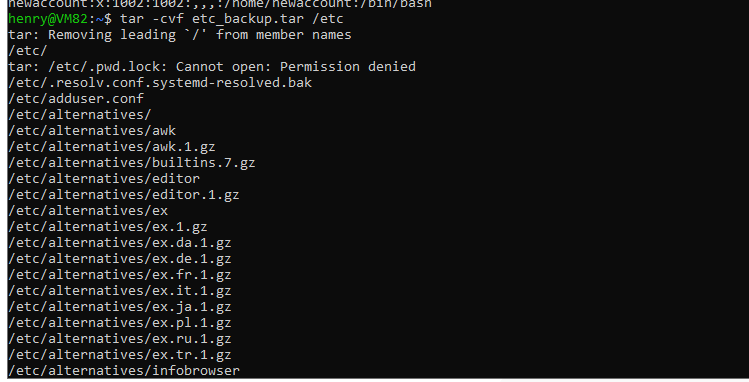 newaccount:x:1002:1002:,,,:/home/newaccount:/bin/bash
henry@VM82:~$ tar -cvf etc_backup.tar /etc
tar: Removing leading `/' from member names
/etc/
tar: /etc/.pwd.lock: Cannot open: Permission denied
/etc/.resolv.conf.systemd-resolved.bak
/etc/adduser.conf
/etc/alternatives/
/etc/alternatives/awk
/etc/alternatives/awk.1.gz
/etc/alternatives/builtins.7.gz
/etc/alternatives/editor
/etc/alternatives/editor.1.gz
/etc/alternatives/ex
/etc/alternatives/ex.1.gz
/etc/alternatives/ex.da.1.gz
/etc/alternatives/ex.de.1.gz
/etc/alternatives/ex.fr.1.gz
/etc/alternatives/ex.it.1.gz
/etc/alternatives/ex.ja.1.gz
/etc/alternatives/ex.pl.1.gz
/etc/alternatives/ex.ru.1.gz
/etc/alternatives/ex.tr.1.gz
/etc/alternatives/infobrowser